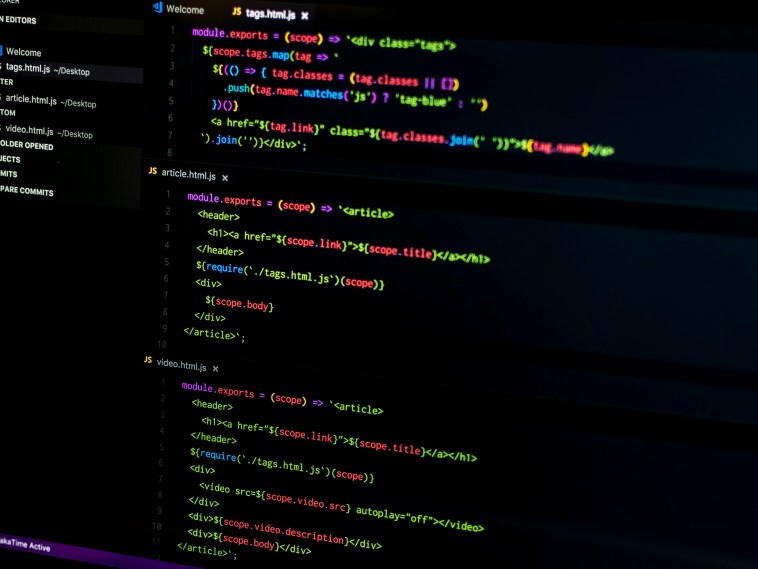 Welcome
JS tags.html.js ×
N EDITORS
Welcome
tags.html.js ~/Desktop
TER
article.html.js ~/Desktop
TOM
video.html.js ~/Desktop
OLDER OPENED
JECTS
MITS
PARE COMMITS
akaTime Active
1 module.exports = (scope) => `<div class="tags">
2 ${scope.tags.map(tag => `
3 ${(() => { tag.classes = (tag.classes || [])
4 .push(tag.name.matches('js') ? 'tag-blue' : '')
5 })()}
6 <a href="${tag.link}" class="${tag.classes.join(' ')}">${tag.name}</a>
7 `).join('')}</div>`;
8
JS article.html.js ×
1 module.exports = (scope) => `<article>
2 <header>
3 <h1><a href="${scope.link}">${scope.title}</a></h1>
4 </header>
5 ${require('./tags.html.js')(scope)}
6 <div>
7 ${scope.body}
8 </div>
9 </article>`;
10
JS video.html.js ×
1 module.exports = (scope) => `<article>
2 <header>
3 <h1><a href="${scope.link}">${scope.title}</a></h1>
4 </header>
5 ${require('./tags.html.js')(scope)}
6 <div>
7 <video src=${scope.video.src} autoplay="off"></video>
8 </div>
9 <div>${scope.video.description}</div>
10 <div>${scope.body}</div>
11 </article>`;
12